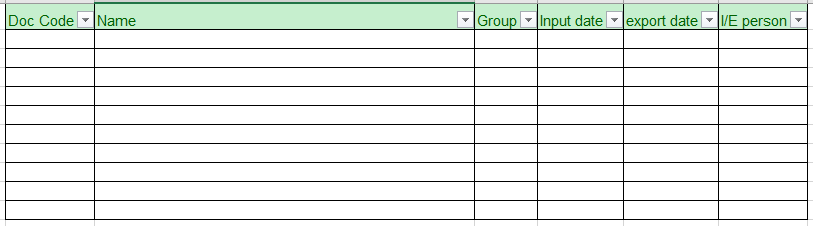 Doc Code Name Group Input date export date I/E person